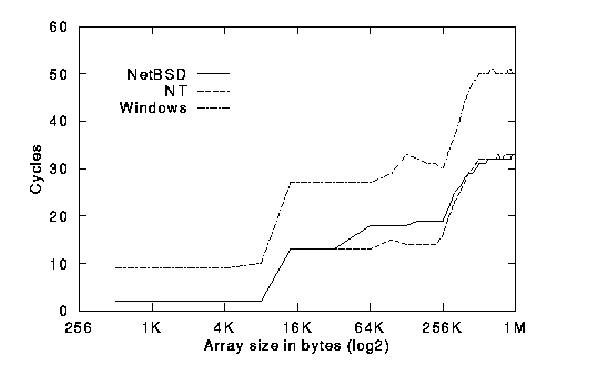 60
50
40
30
20
10
0
NetBSD
NT
Windows
Cycles
256 1K 4K 16K 64K 256K 1M
Array size in bytes (log2)